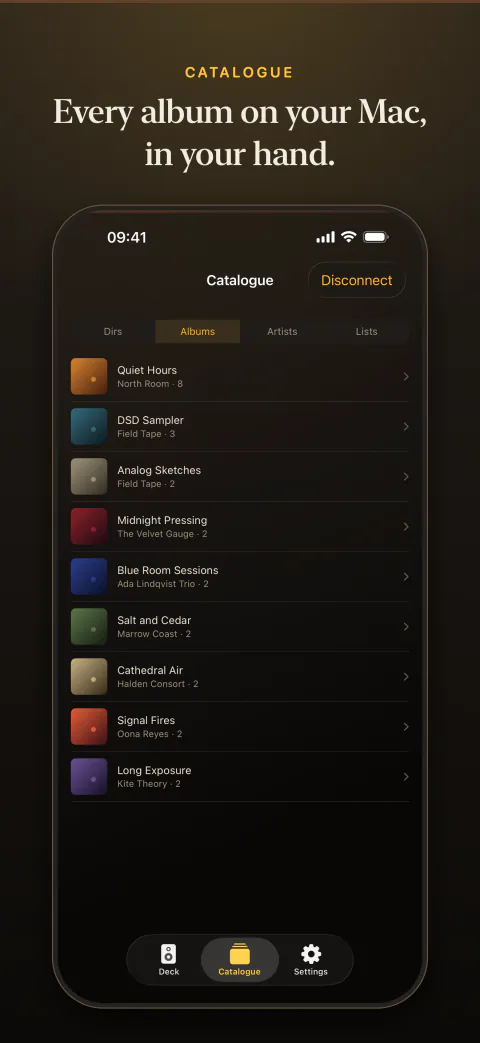 CATALOGUE
Every album on your Mac,
in your hand.
09:41
Catalogue
Disconnect
Dirs
Albums
Artists
Lists
Quiet Hours
North Room · 8
DSD Sampler
Field Tape · 3
Analog Sketches
Field Tape · 2
Midnight Pressing
The Velvet Gauge · 2
Blue Room Sessions
Ada Lindqvist Trio · 2
Salt and Cedar
Marrow Coast · 2
Cathedral Air
Halden Consort · 2
Signal Fires
Oona Reyes · 2
Long Exposure
Kite Theory · 2
Deck
Catalogue
Settings